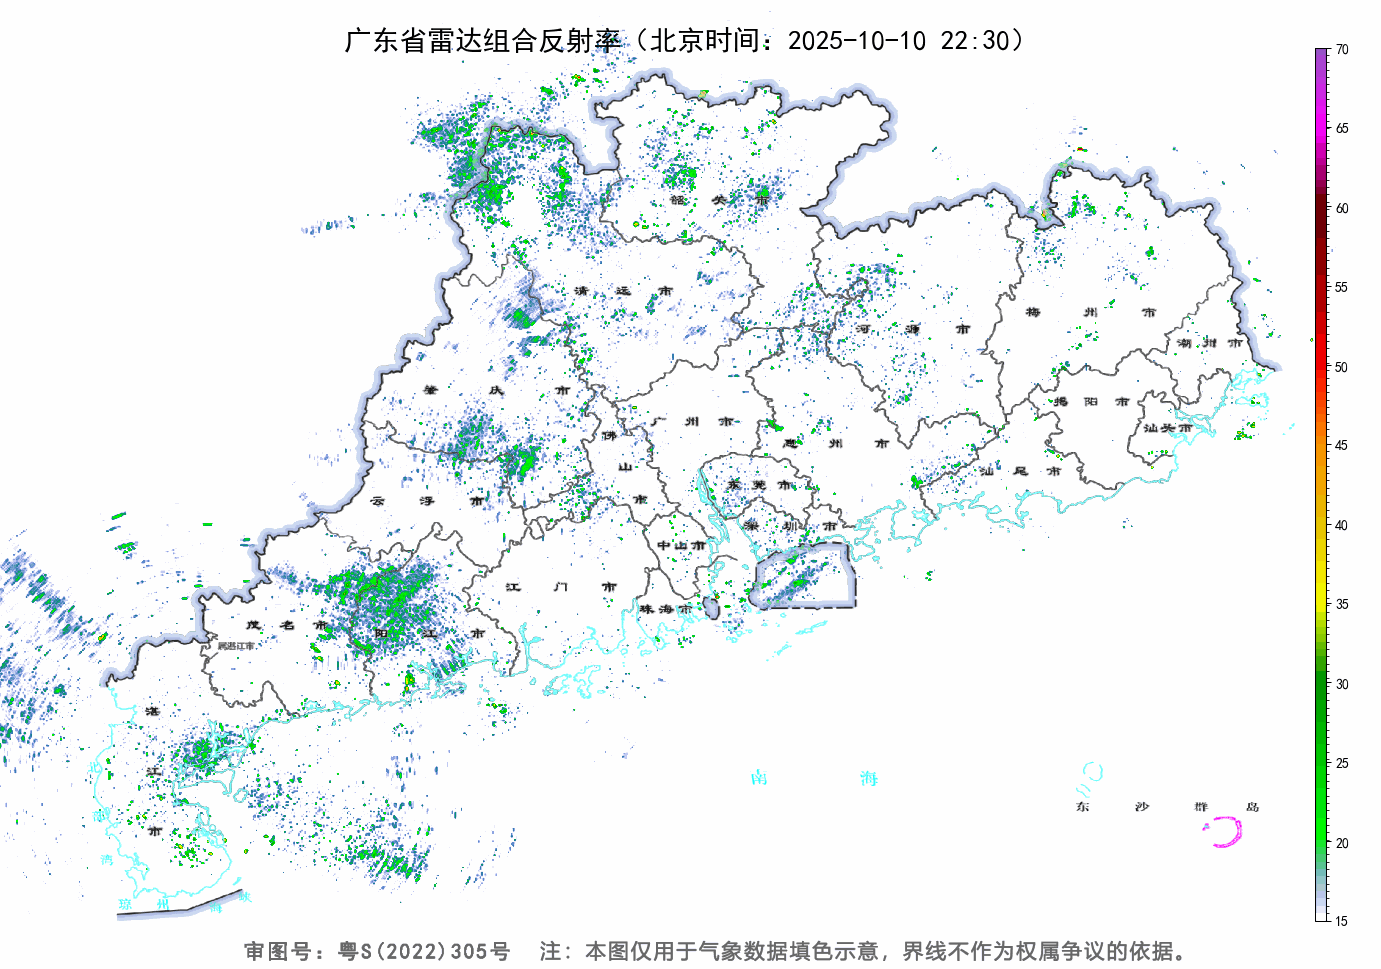 广东省雷达组合反射率（北京时间：2025-10-10 22:30）
70
65
60
55
50
45
40
35
30
25
20
15
韶关市
清远市
河源市
梅州市
潮州市
肇庆市
广州市
佛山市
惠州市
揭阳市
汕头市
汕尾市
云浮市
东莞市
深圳市
中山市
江门市
珠海市
茂名市
属湛江市
阳江市
湛江市
南海
东沙群岛
北部湾
琼州海峡
审图号：粤S(2022)305号 注：本图仅用于气象数据填色示意，界线不作为权属争议的依据。